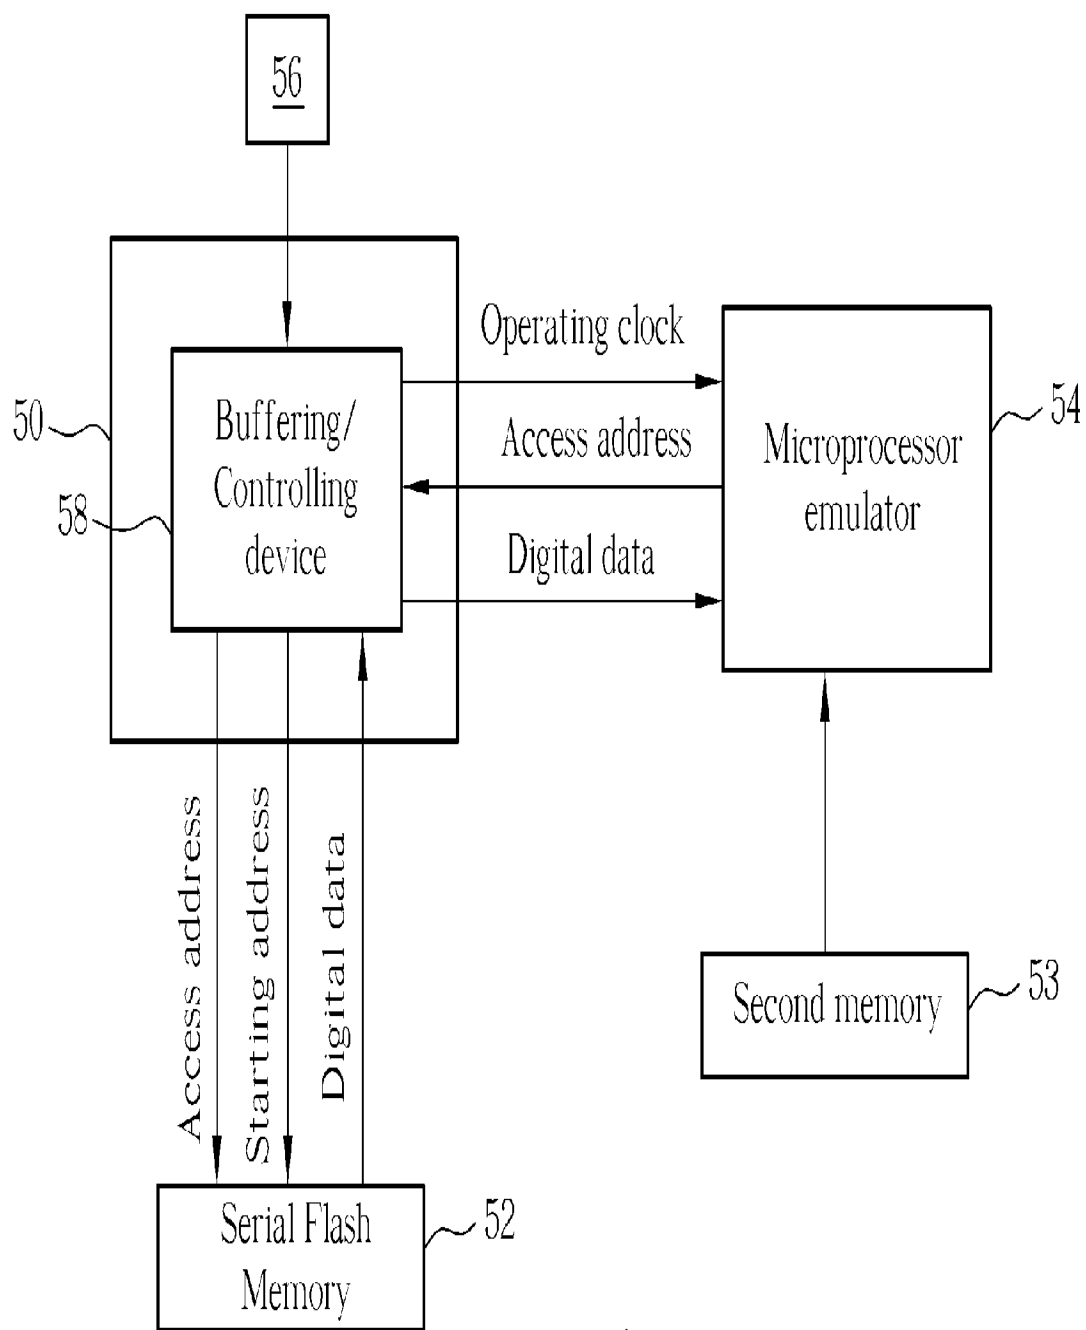 56
Operating clock
50
Buffering/
Controlling
device
58
Access address
Digital data
Microprocessor
emulator
54
Access address
Starting address
Digital data
Second memory
53
Serial Flash
Memory
52